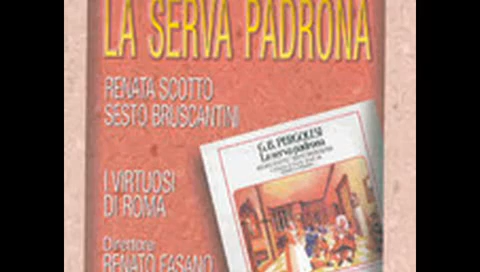 LA SERVA PADRONA
RENATA SCOTTO
SESTO BRUSCANTINI
G.B. PERGOLESI
La serva padrona
I VIRTUOSI
DI ROMA
Direttore
RENATO FASANO